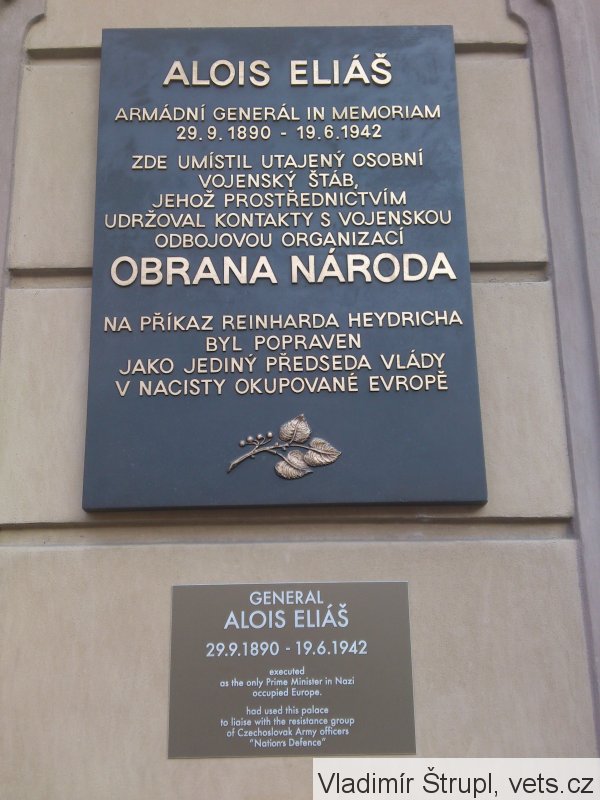 ALOIS ELIÁŠ
ARMÁDNÍ GENERÁL IN MEMORIAM
29. 9. 1890 - 19. 6. 1942
ZDE UMÍSTIL UTAJENÝ OSOBNÍ
VOJENSKÝ ŠTÁB,
JEHOŽ PROSTŘEDNICTVÍM
UDRŽOVAL KONTAKTY S VOJENSKOU
ODBOJOVOU ORGANIZACÍ
OBRANA NÁRODA
NA PŘÍKAZ REINHARDA HEYDRICHA
BYL POPRAVEN
JAKO JEDINÝ PŘEDSEDA VLÁDY
V NACISTY OKUPOVANÉ EVROPĚ
GENERAL
ALOIS ELIÁŠ
29.9.1890 - 19.6.1942
executed
as the only Prime Minister in Nazi
occupied Europe.
had used this palace
to liaise with the resistance group
of Czechoslovak Army officers
"Nation's Defence"
Vladimír Štrupl, vets.cz